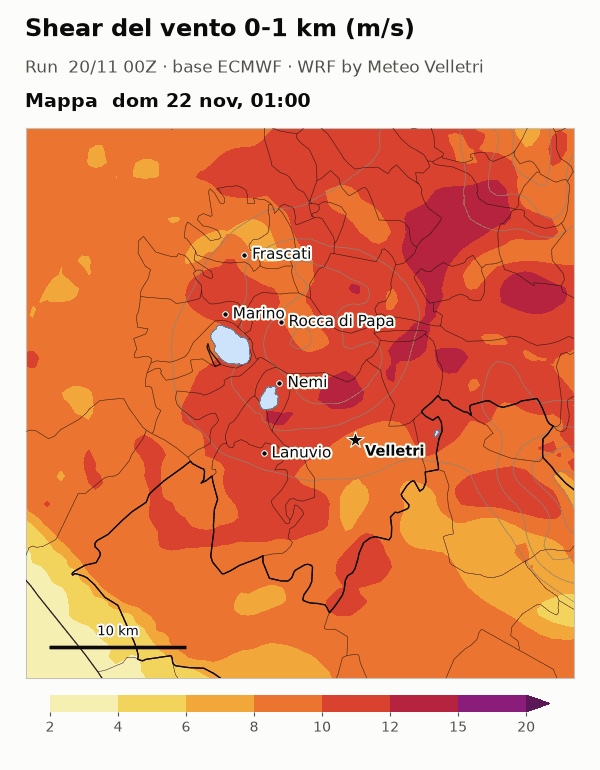 Shear del vento 0-1 km (m/s)
Run  20/11 00Z · base ECMWF · WRF by Meteo Velletri
Mappa  dom 22 nov, 01:00
Frascati
Marino
Rocca di Papa
Nemi
Velletri
Lanuvio
10 km
2 4 6 8 10 12 15 20